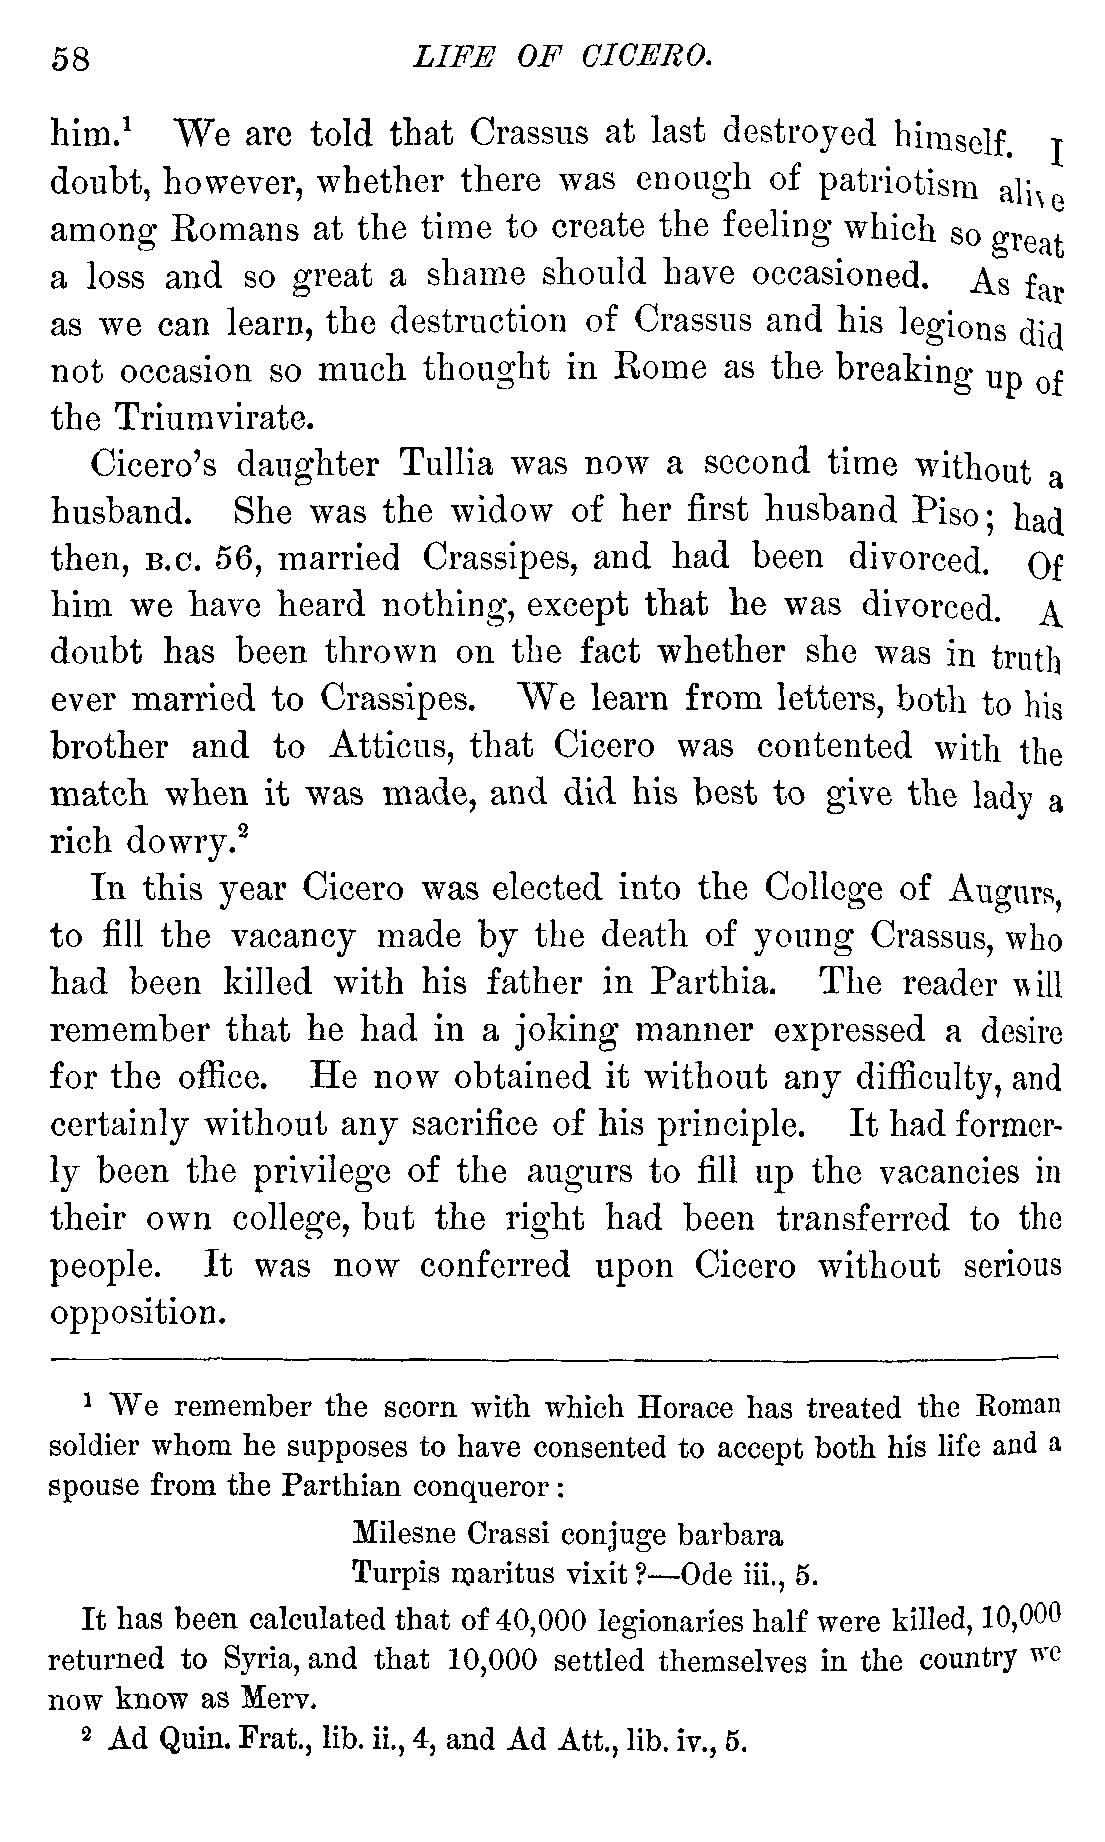 58 LIFE OF CICERO.
him.¹ We are told that Crassus at last destroyed himself. I
doubt, however, whether there was enough of patriotism alive
among Romans at the time to create the feeling which so great
a loss and so great a shame should have occasioned. As far
as we can learn, the destruction of Crassus and his legions did
not occasion so much thought in Rome as the breaking up of
the Triumvirate.
Cicero's daughter Tullia was now a second time without a
husband. She was the widow of her first husband Piso; had
then, B.C. 56, married Crassipes, and had been divorced. Of
him we have heard nothing, except that he was divorced. A
doubt has been thrown on the fact whether she was in truth
ever married to Crassipes. We learn from letters, both to his
brother and to Atticus, that Cicero was contented with the
match when it was made, and did his best to give the lady a
rich dowry.²
In this year Cicero was elected into the College of Augurs,
to fill the vacancy made by the death of young Crassus, who
had been killed with his father in Parthia. The reader will
remember that he had in a joking manner expressed a desire
for the office. He now obtained it without any difficulty, and
certainly without any sacrifice of his principle. It had former-
ly been the privilege of the augurs to fill up the vacancies in
their own college, but the right had been transferred to the
people. It was now conferred upon Cicero without serious
opposition.
¹ We remember the scorn with which Horace has treated the Roman
soldier whom he supposes to have consented to accept both his life and a
spouse from the Parthian conqueror:
Milesne Crassi conjuge barbara
Turpis maritus vixit?—Ode iii., 5.
It has been calculated that of 40,000 legionaries half were killed, 10,000
returned to Syria, and that 10,000 settled themselves in the country we
now know as Merv.
² Ad Quin. Frat., lib. ii., 4, and Ad Att., lib. iv., 5.